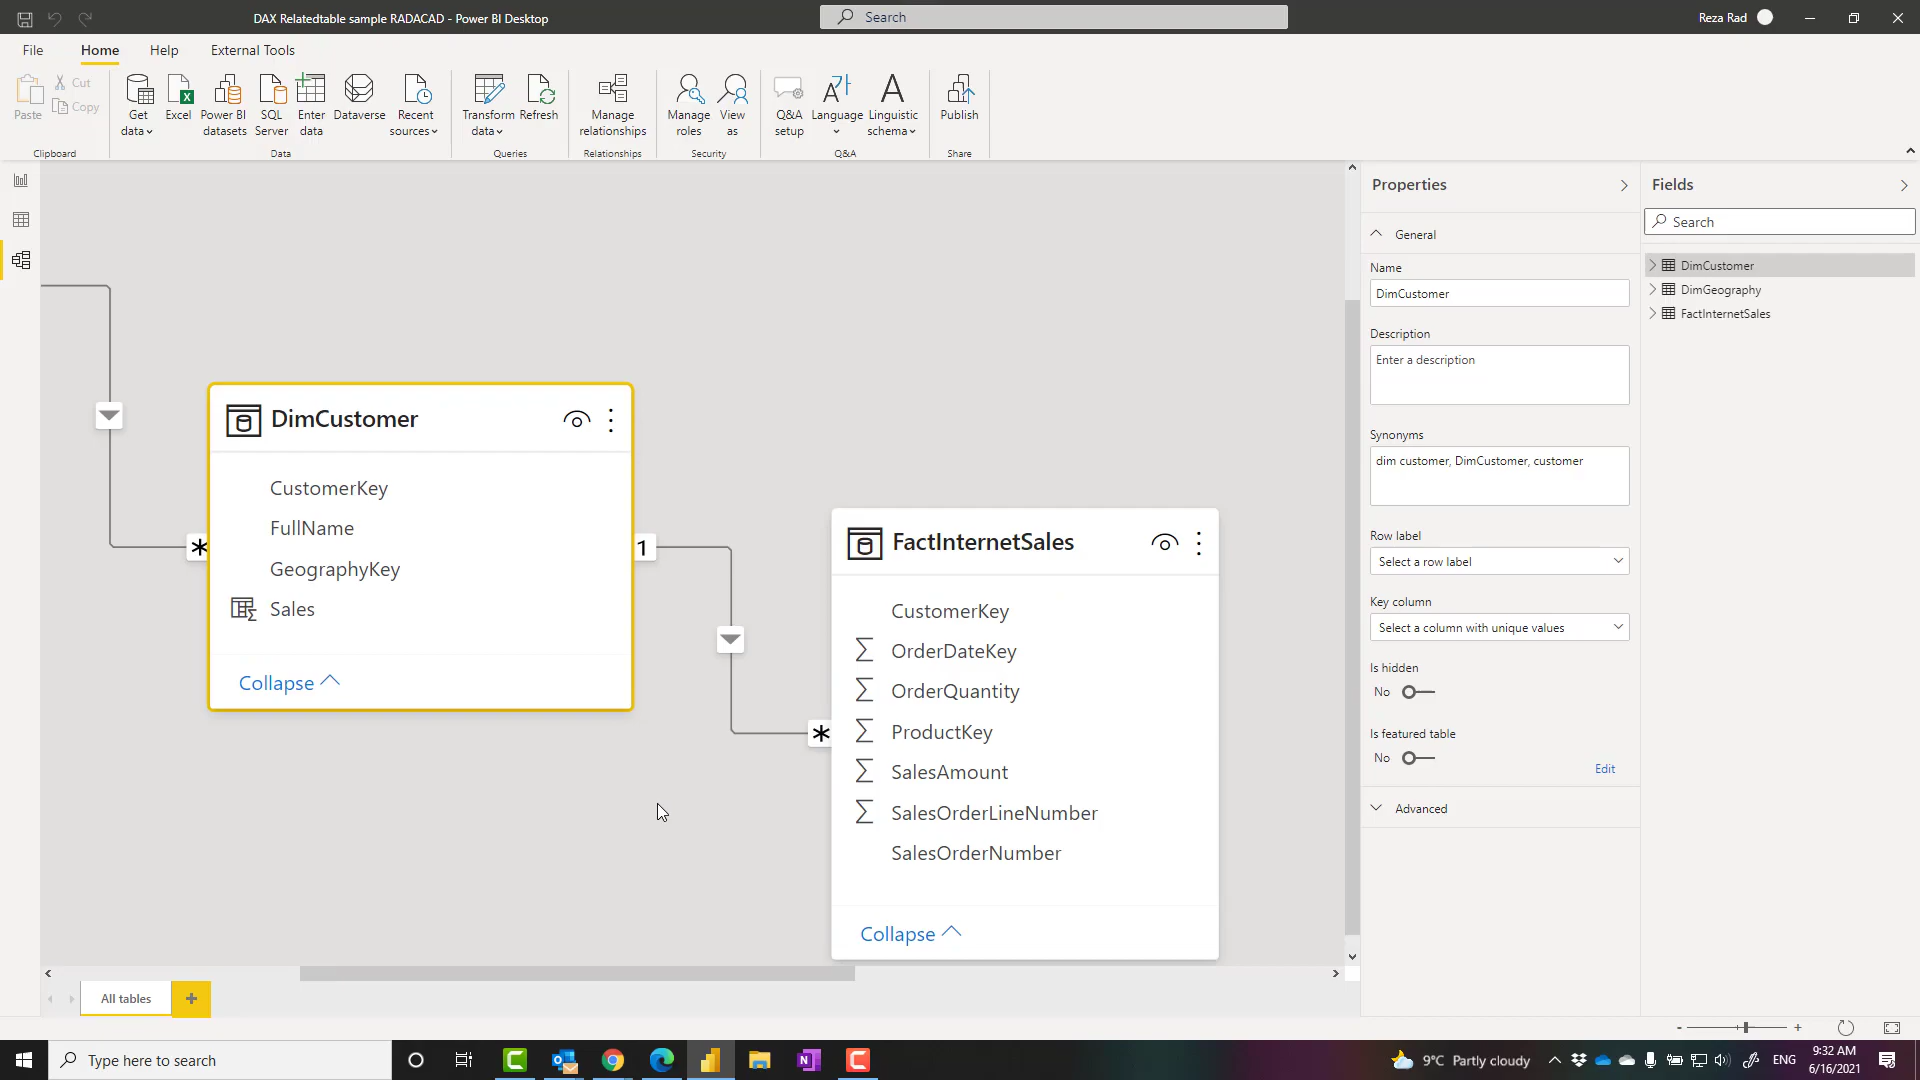 DAX Relatedtable sample RADACAD - Power BI Desktop
Search
Reza Rad
File
Home
Help
External Tools
Paste
Cut
Copy
Get data
Excel
Power BI datasets
SQL Server
Enter data
Dataverse
Recent sources
Transform data
Refresh
Manage relationships
Manage roles
View as
Q&A setup
Language
Linguistic schema
Publish
Clipboard
Data
Queries
Relationships
Security
Q&A
Share
DimCustomer
CustomerKey
FullName
GeographyKey
Sales
Collapse
*
1
*
FactInternetSales
CustomerKey
OrderDateKey
OrderQuantity
ProductKey
SalesAmount
SalesOrderLineNumber
SalesOrderNumber
Collapse
Properties
General
Name
DimCustomer
Description
Enter a description
Synonyms
dim customer, DimCustomer, customer
Row label
Select a row label
Key column
Select a column with unique values
Is hidden
No
Is featured table
No
Edit
Advanced
Fields
Search
DimCustomer
DimGeography
FactInternetSales
All tables
+
- +
Type here to search
9°C Partly cloudy
ENG
9:32 AM
6/16/2021